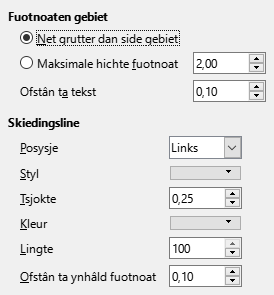 Fuotnoaten gebiet
Net grutter dan side gebiet
Maksimale hichte fuotnoat 2,00
Ofstân ta tekst 0,10
Skiedingsline
Posysje Links
Styl
Tsjokte 0,25
Kleur
Lingte 100
Ofstân ta ynhâld fuotnoat 0,10